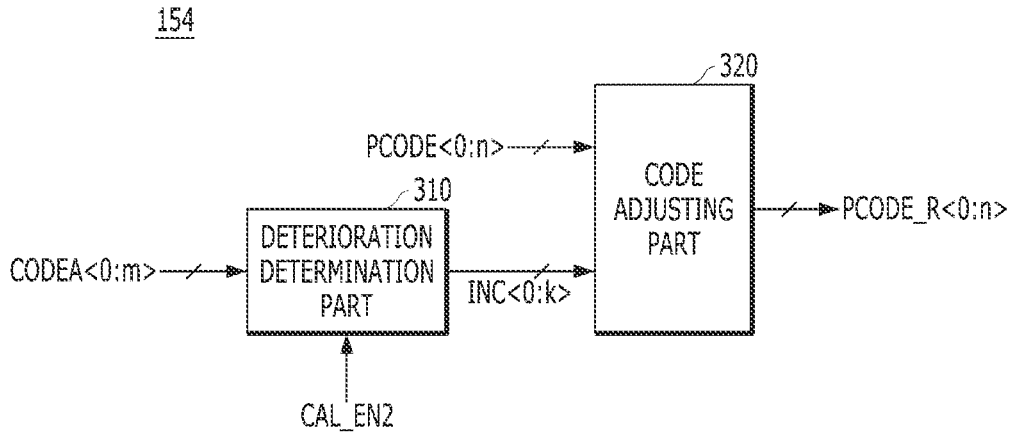 154
320
PCODE<0:n>
310
CODE
ADJUSTING
PART
PCODE_R<0:n>
DETERIORATION
DETERMINATION
PART
CODEA<0:m>
INC<0:k>
CAL_EN2